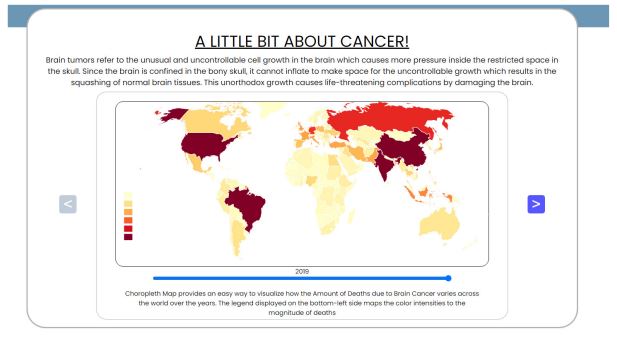 A LITTLE BIT ABOUT CANCER!
Brain tumors refer to the unusual and uncontrollable cell growth in the brain which causes more pressure inside the restricted space in
the skull. Since the brain is confined in the bony skull, it cannot inflate to make space for the uncontrollable growth which results in the
squashing of normal brain tissues. This unorthodox growth causes life-threatening complications by damaging the brain.
<
>
2019
Choropleth Map provides an easy way to visualize how the Amount of Deaths due to Brain Cancer varies across
the world over the years. The legend displayed on the bottom-left side maps the color intensities to the
magnitude of deaths